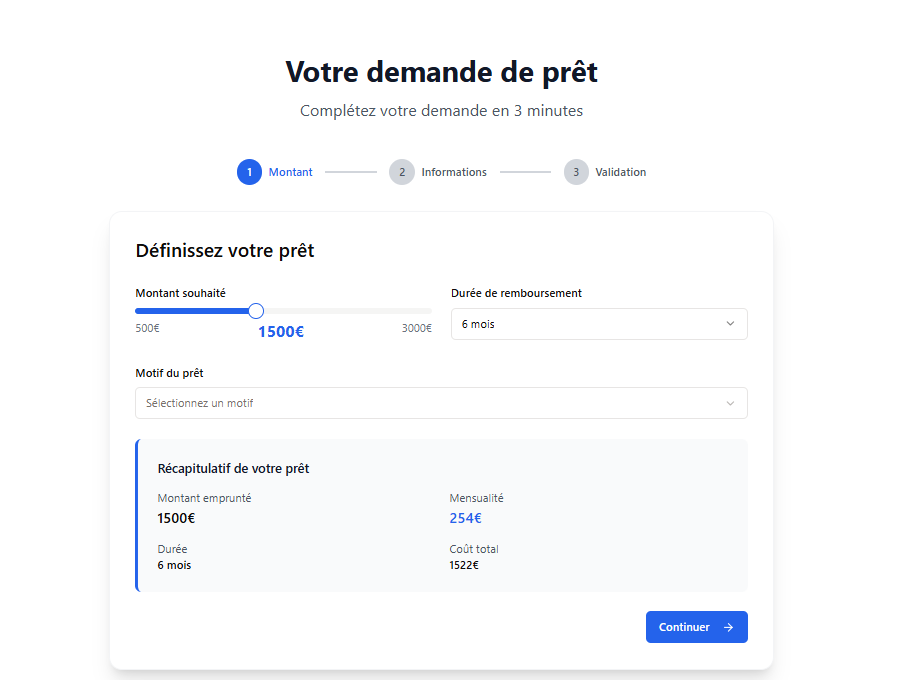 Votre demande de prêt
Complétez votre demande en 3 minutes
1 Montant 2 Informations 3 Validation
Définissez votre prêt
Montant souhaité
500€ 1500€ 3000€
Durée de remboursement
6 mois
Motif du prêt
Sélectionnez un motif
Récapitulatif de votre prêt
Montant emprunté
1500€
Mensualité
254€
Durée
6 mois
Coût total
1522€
Continuer →